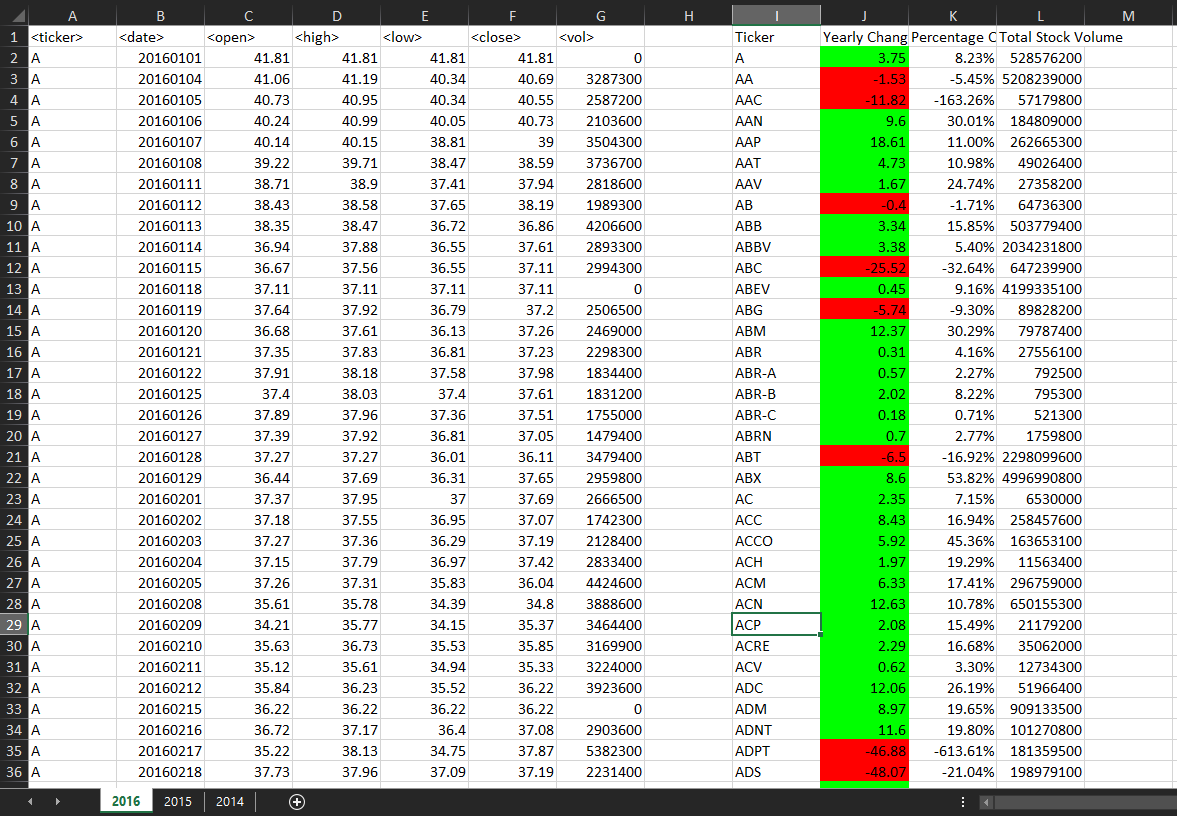 A B C D E F G H I J K L M
1 <ticker> <date> <open> <high> <low> <close> <vol> Ticker Yearly Chang Percentage C Total Stock Volume
2 A 20160101 41.81 41.81 41.81 41.81 0 A 3.75 8.23% 528576200
3 A 20160104 41.06 41.19 40.34 40.69 3287300 AA -1.53 -5.45% 5208239000
4 A 20160105 40.73 40.95 40.34 40.55 2587200 AAC -11.82 -163.26% 57179800
5 A 20160106 40.24 40.99 40.05 40.73 2103600 AAN 9.6 30.01% 184809000
6 A 20160107 40.14 40.15 38.81 39 3504300 AAP 18.61 11.00% 262665300
7 A 20160108 39.22 39.71 38.47 38.59 3736700 AAT 4.73 10.98% 49026400
8 A 20160111 38.71 38.9 37.41 37.94 2818600 AAV 1.67 24.74% 27358200
9 A 20160112 38.43 38.58 37.65 38.19 1989300 AB -0.4 -1.71% 64736300
10 A 20160113 38.35 38.47 36.72 36.86 4206600 ABB 3.34 15.85% 503779400
11 A 20160114 36.94 37.88 36.55 37.61 2893300 ABBV 3.38 5.40% 2034231800
12 A 20160115 36.67 37.56 36.55 37.11 2994300 ABC -25.52 -32.64% 647239900
13 A 20160118 37.11 37.11 37.11 37.11 0 ABEV 0.45 9.16% 4199335100
14 A 20160119 37.64 37.92 36.79 37.2 2506500 ABG -5.74 -9.30% 89828200
15 A 20160120 36.68 37.61 36.13 37.26 2469000 ABM 12.37 30.29% 79787400
16 A 20160121 37.35 37.83 36.81 37.23 2298300 ABR 0.31 4.16% 27556100
17 A 20160122 37.91 38.18 37.58 37.98 1834400 ABR-A 0.57 2.27% 792500
18 A 20160125 37.4 38.03 37.4 37.61 1831200 ABR-B 2.02 8.22% 795300
19 A 20160126 37.89 37.96 37.36 37.51 1755000 ABR-C 0.18 0.71% 521300
20 A 20160127 37.39 37.92 36.81 37.05 1479400 ABRN 0.7 2.77% 1759800
21 A 20160128 37.27 37.27 36.01 36.11 3479400 ABT -6.5 -16.92% 2298099600
22 A 20160129 36.44 37.69 36.31 37.65 2959800 ABX 8.6 53.82% 4996990800
23 A 20160201 37.37 37.95 37 37.69 2666500 AC 2.35 7.15% 6530000
24 A 20160202 37.18 37.55 36.95 37.07 1742300 ACC 8.43 16.94% 258457600
25 A 20160203 37.27 37.36 36.29 37.19 2128400 ACCO 5.92 45.36% 163653100
26 A 20160204 37.15 37.79 36.97 37.42 2833400 ACH 1.97 19.29% 11563400
27 A 20160205 37.26 37.31 35.83 36.04 4424600 ACM 6.33 17.41% 296759000
28 A 20160208 35.61 35.78 34.39 34.8 3888600 ACN 12.63 10.78% 650155300
29 A 20160209 34.21 35.77 34.15 35.37 3464400 ACP 2.08 15.49% 21179200
30 A 20160210 35.63 36.73 35.53 35.85 3169900 ACRE 2.29 16.68% 35062000
31 A 20160211 35.12 35.61 34.94 35.33 3224000 ACV 0.62 3.30% 12734300
32 A 20160212 35.84 36.23 35.52 36.22 3923600 ADC 12.06 26.19% 51966400
33 A 20160215 36.22 36.22 36.22 36.22 0 ADM 8.97 19.65% 909133500
34 A 20160216 36.72 37.17 36.4 37.08 2903600 ADNT 11.6 19.80% 101270800
35 A 20160217 35.22 38.13 34.75 37.87 5382300 ADPT -46.88 -613.61% 181359500
36 A 20160218 37.73 37.96 37.09 37.19 2231400 ADS -48.07 -21.04% 198979100
2016 2015 2014